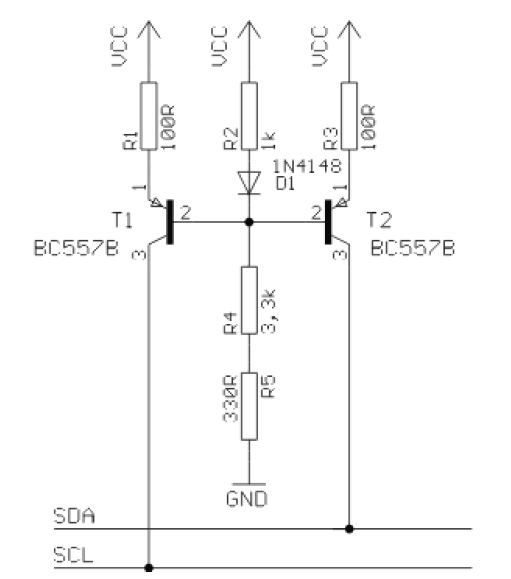 VCC
VCC
VCC
R1
100R
R2
1k
R3
100R
1N4148
D1
1
1
2
2
T1
T2
BC557B
BC557B
3
3
R4
3,3k
330R
R5
GND
SDA
SCL